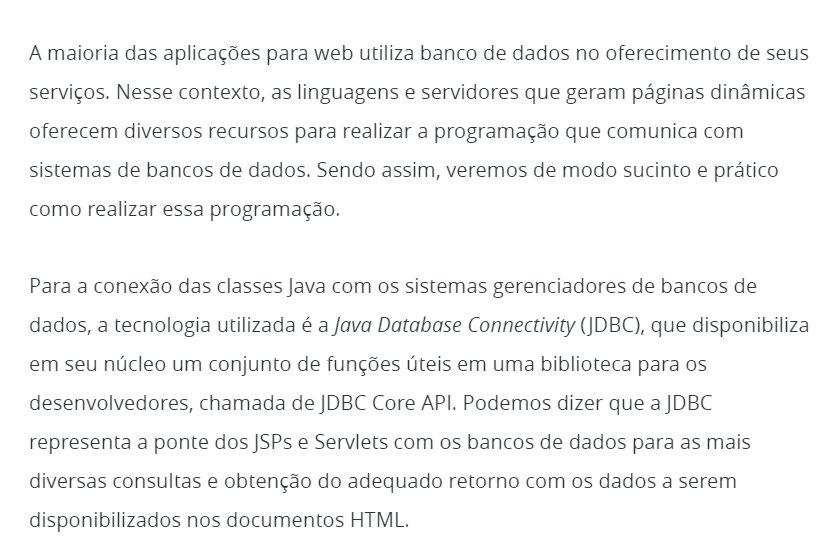 A maioria das aplicações para web utiliza banco de dados no oferecimento de seus
serviços. Nesse contexto, as linguagens e servidores que geram páginas dinâmicas
oferecem diversos recursos para realizar a programação que comunica com
sistemas de bancos de dados. Sendo assim, veremos de modo sucinto e prático
como realizar essa programação.
Para a conexão das classes Java com os sistemas gerenciadores de bancos de
dados, a tecnologia utilizada é a Java Database Connectivity (JDBC), que disponibiliza
em seu núcleo um conjunto de funções úteis em uma biblioteca para os
desenvolvedores, chamada de JDBC Core API. Podemos dizer que a JDBC
representa a ponte dos JSPs e Servlets com os bancos de dados para as mais
diversas consultas e obtenção do adequado retorno com os dados a serem
disponibilizados nos documentos HTML.